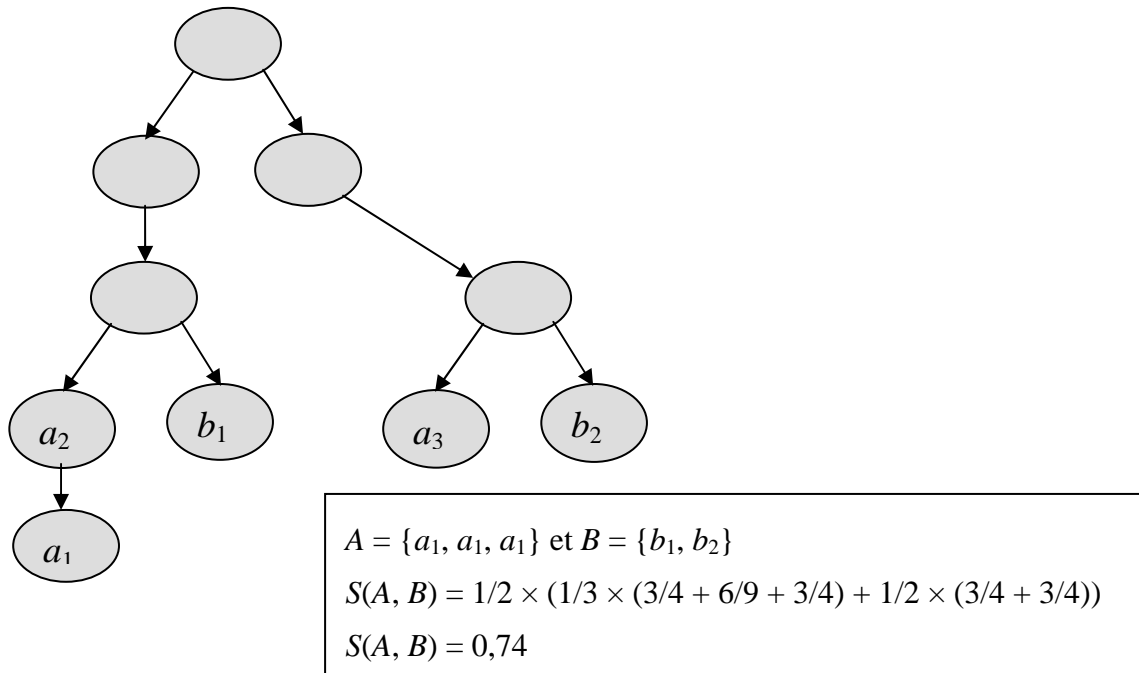 a₂
b₁
a₃
b₂
a₁
A = {a₁, a₁, a₁} et B = {b₁, b₂}
S(A, B) = 1/2 × (1/3 × (3/4 + 6/9 + 3/4) + 1/2 × (3/4 + 3/4))
S(A, B) = 0,74